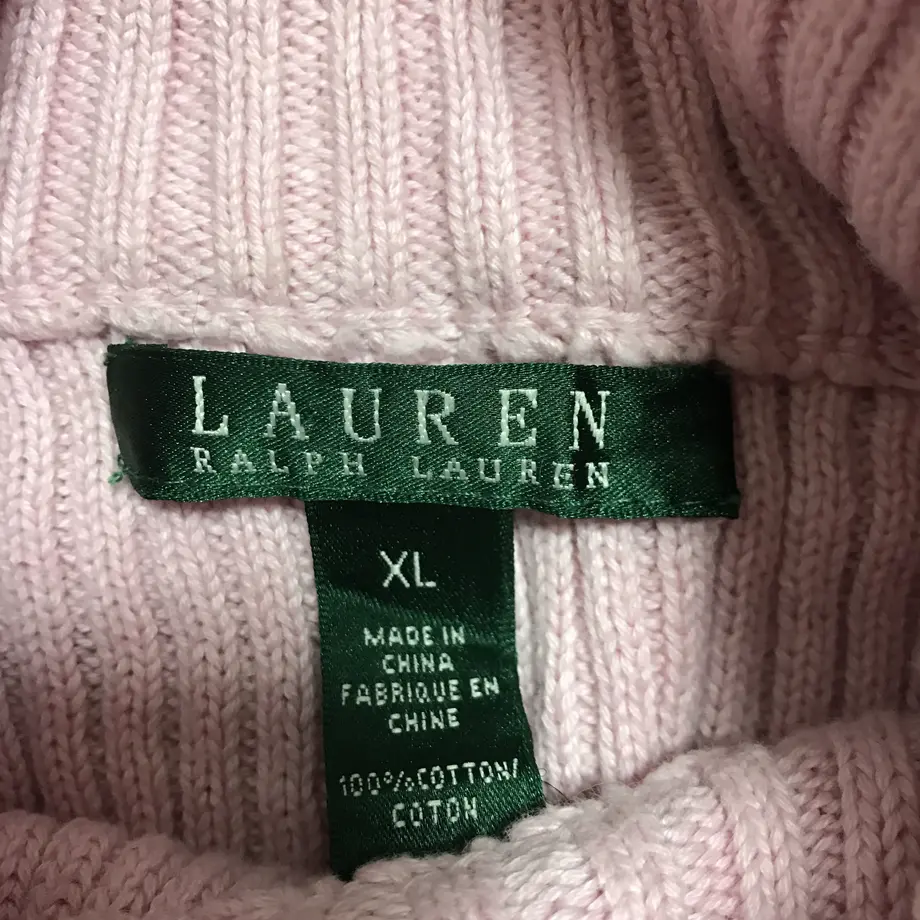 LAUREN
RALPH LAUREN
XL
MADE IN
CHINA
FABRIQUE EN
CHINE
100%COTTON/
COTON